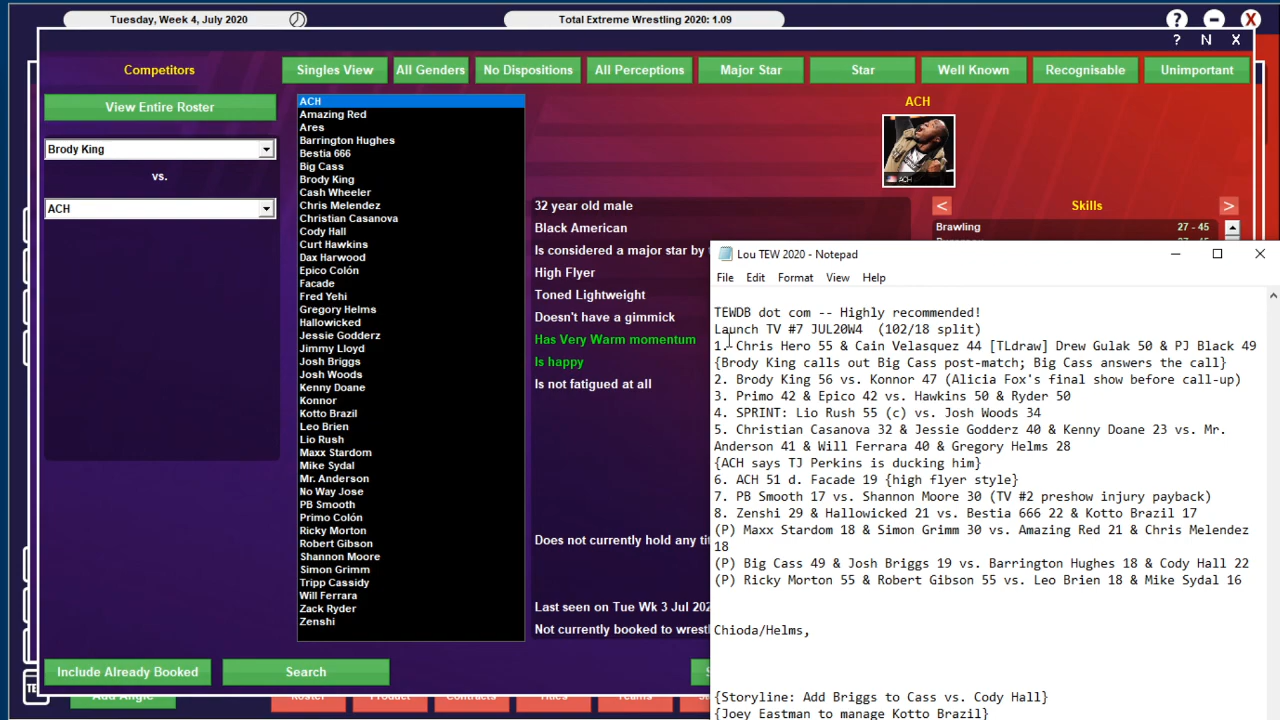 Tuesday, Week 4, July 2020
Total Extreme Wrestling 2020: 1.09
?
X
? N X
Competitors
Singles View
All Genders
No Dispositions
All Perceptions
Major Star
Star
Well Known
Recognisable
Unimportant
View Entire Roster
Brody King
vs.
ACH
ACH
Amazing Red
Ares
Barrington Hughes
Bestia 666
Big Cass
Brody King
Cash Wheeler
Chris Melendez
Christian Casanova
Cody Hall
Curt Hawkins
Dax Harwood
Epico Colón
Facade
Fred Yehi
Gregory Helms
Hallowicked
Jessie Godderz
Jimmy Lloyd
Josh Briggs
Josh Woods
Kenny Doane
Konnor
Kotto Brazil
Leo Brien
Lio Rush
Maxx Stardom
Mike Sydal
Mr. Anderson
No Way Jose
PB Smooth
Primo Colón
Ricky Morton
Robert Gibson
Shannon Moore
Simon Grimm
Tripp Cassidy
Will Ferrara
Zack Ryder
Zenshi
ACH
ACH
32 year old male
Black American
Is considered a major star by
High Flyer
Toned Lightweight
Doesn't have a gimmick
Has Very Warm momentum
Is happy
Is not fatigued at all
Does not currently hold any
Last seen on Tue Wk 3 Jul
Not currently booked to
<
Skills
>
Brawling 27 - 45
Include Already Booked
Search
Lou TEW 2020 - Notepad
File Edit Format View Help
TEWDB dot com -- Highly recommended!
Launch TV #7 JUL20W4 (102/18 split)
1. Chris Hero 55 & Cain Velasquez 44 [TLdraw] Drew Gulak 50 & PJ Black 49
{Brody King calls out Big Cass post-match; Big Cass answers the call}
2. Brody King 56 vs. Konnor 47 (Alicia Fox's final show before call-up)
3. Primo 42 & Epico 42 vs. Hawkins 50 & Ryder 50
4. SPRINT: Lio Rush 55 (c) vs. Josh Woods 34
5. Christian Casanova 32 & Jessie Godderz 40 & Kenny Doane 23 vs. Mr.
Anderson 41 & Will Ferrara 40 & Gregory Helms 28
{ACH says TJ Perkins is ducking him}
6. ACH 51 d. Facade 19 {high flyer style}
7. PB Smooth 17 vs. Shannon Moore 30 (TV #2 preshow injury payback)
8. Zenshi 29 & Hallowicked 21 vs. Bestia 666 22 & Kotto Brazil 17
(P) Maxx Stardom 18 & Simon Grimm 30 vs. Amazing Red 21 & Chris Melendez
18
(P) Big Cass 49 & Josh Briggs 19 vs. Barrington Hughes 18 & Cody Hall 22
(P) Ricky Morton 55 & Robert Gibson 55 vs. Leo Brien 18 & Mike Sydal 16
Chioda/Helms,
{Storyline: Add Briggs to Cass vs. Cody Hall}
{Joey Eastman to manage Kotto Brazil}